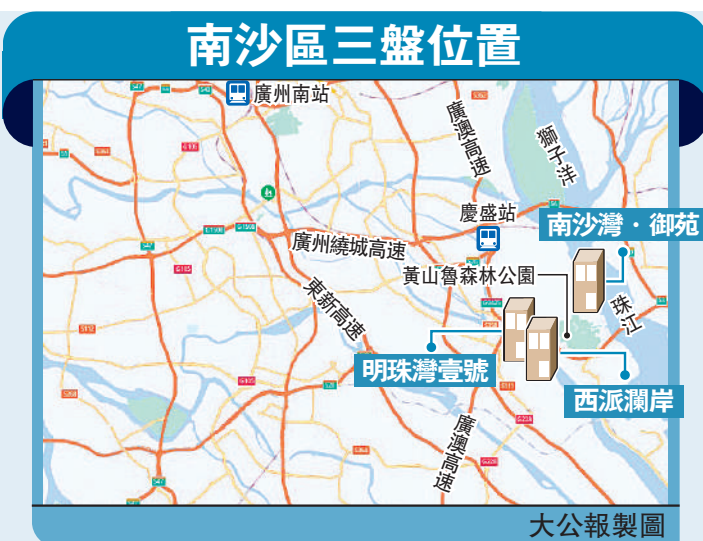 南沙區三盤位置
廣州南站
廣澳高速
獅子洋
慶盛站
南沙灣·御苑
廣州繞城高速
黃山魯森林公園
東新高速
珠江
明珠灣壹號
西派瀾岸
廣澳高速
大公報製圖